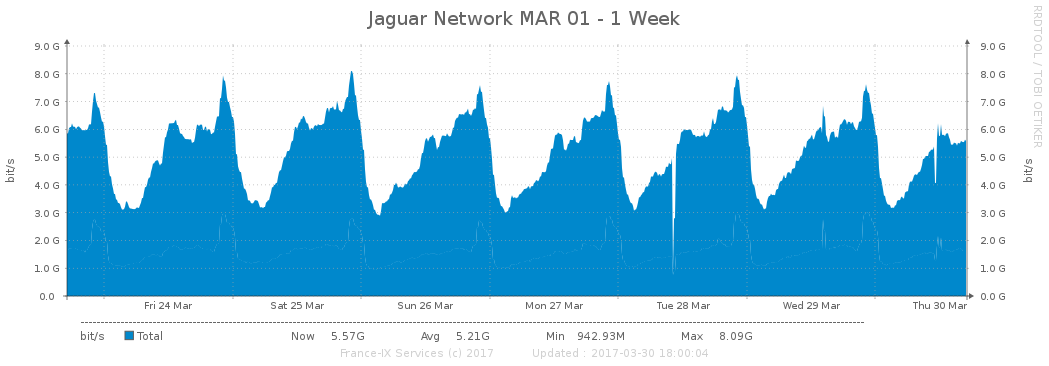 Jaguar Network MAR 01 - 1 Week
RRDTOOL / TOBI OETIKER
bit/s
9.0 G 9.0 G
8.0 G 8.0 G
7.0 G 7.0 G
6.0 G 6.0 G
5.0 G 5.0 G
4.0 G 4.0 G
3.0 G 3.0 G
2.0 G 2.0 G
1.0 G 1.0 G
0.0 0.0 G
bit/s
Fri 24 Mar Sat 25 Mar Sun 26 Mar Mon 27 Mar Tue 28 Mar Wed 29 Mar Thu 30 Mar
bit/s Total Now 5.57G Avg 5.21G Min 942.93M Max 8.09G
France-IX Services (c) 2017 Updated : 2017-03-30 18:00:04